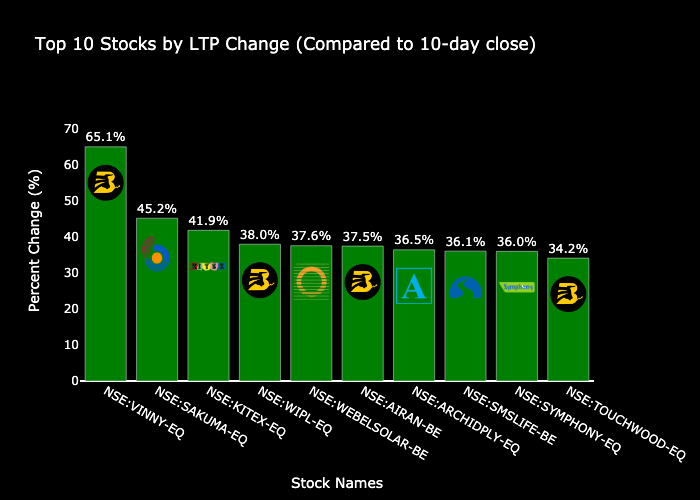 Top 10 Stocks by LTP Change (Compared to 10-day close)
Percent Change (%)
70
60
50
40
30
20
10
0
65.1%
45.2%
41.9%
38.0%
37.6%
37.5%
36.5%
36.1%
36.0%
34.2%
KITEX
A
Symphony
NSE:VINNY-EQ
NSE:SAKUMA-EQ
NSE:KITEX-EQ
NSE:WIPL-EQ
NSE:WEBELSOLAR-BE
NSE:AIRAN-BE
NSE:ARCHIDPLY-EQ
NSE:SMSLIFE-BE
NSE:SYMPHONY-EQ
NSE:TOUCHWOOD-EQ
Stock Names